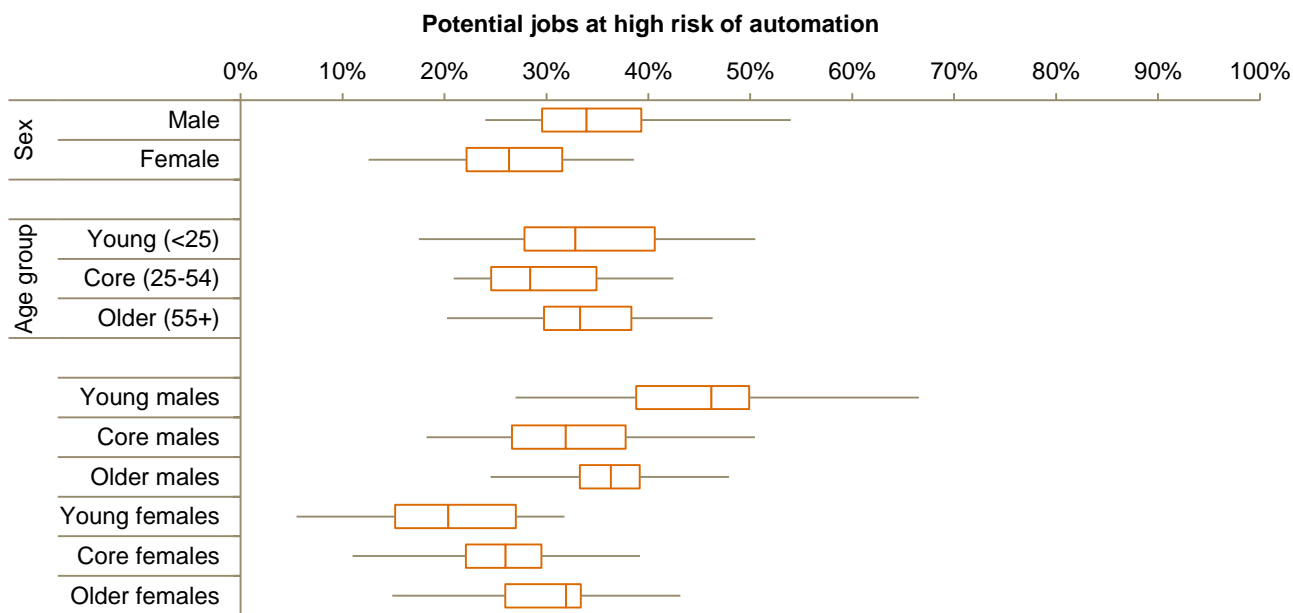 Potential jobs at high risk of automation
0% 10% 20% 30% 40% 50% 60% 70% 80% 90% 100%
Sex
Male
Female
Age group
Young (<25)
Core (25-54)
Older (55+)
Young males
Core males
Older males
Young females
Core females
Older females